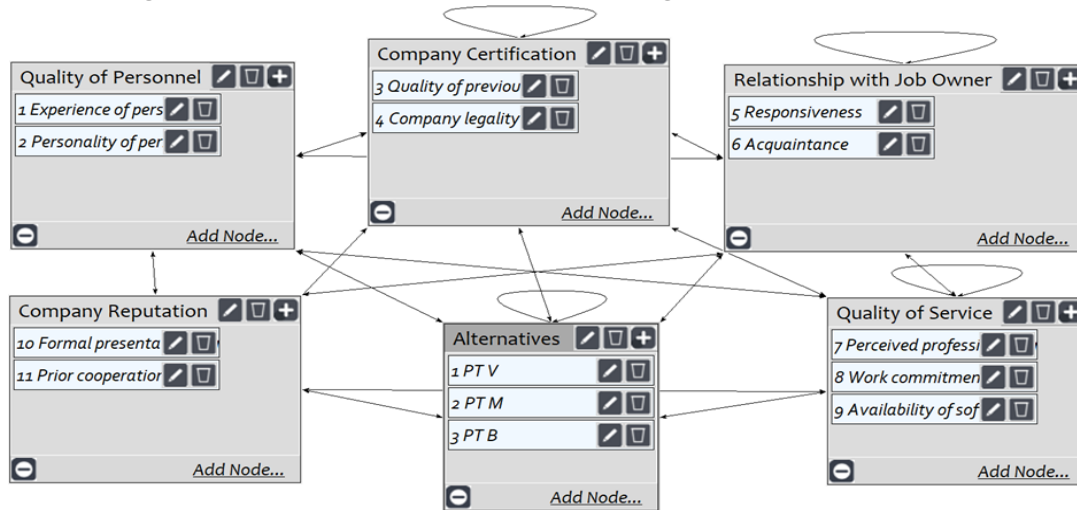 Company Certification
3 Quality of previou
4 Company legality
Add Node...
Quality of Personnel
1 Experience of pers
2 Personality of per
Add Node...
Relationship with Job Owner
5 Responsiveness
6 Acquaintance
Add Node...
Company Reputation
10 Formal presenta
11 Prior cooperation
Add Node...
Alternatives
1 PT V
2 PT M
3 PT B
Add Node...
Quality of Service
7 Perceived professi
8 Work commitmen
9 Availability of sof
Add Node...